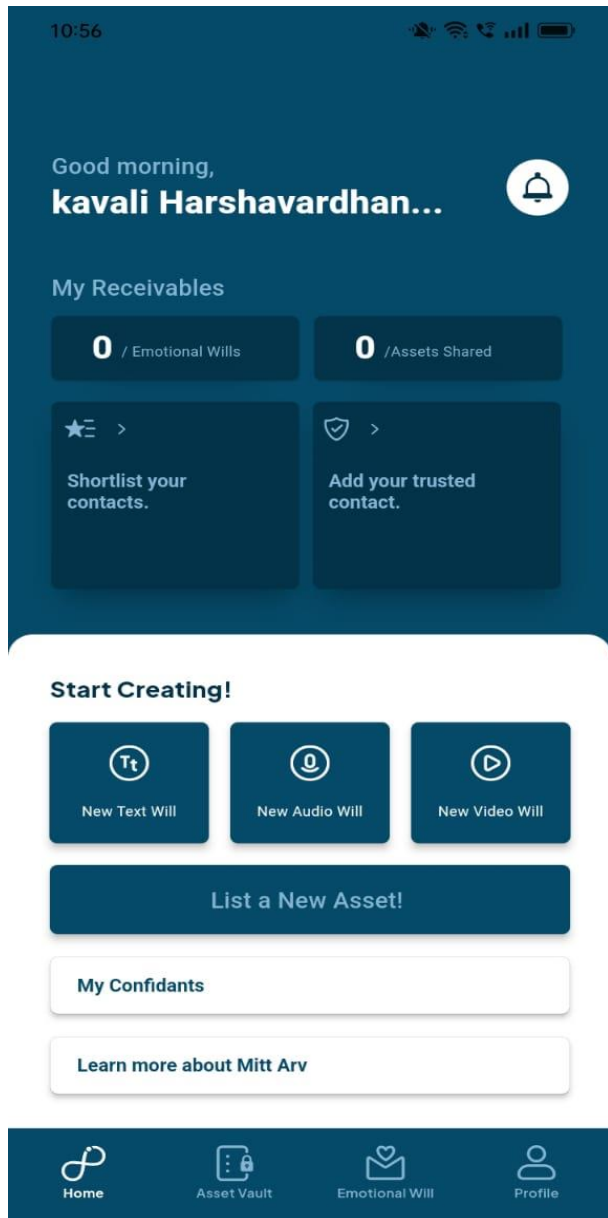 10:56
Good morning,
kavali Harshavardhan...
My Receivables
0 / Emotional Wills
0 /Assets Shared
Shortlist your
contacts.
Add your trusted
contact.
Start Creating!
Tt
New Text Will
New Audio Will
New Video Will
List a New Asset!
My Confidants
Learn more about Mitt Arv
Home
Asset Vault
Emotional Will
Profile